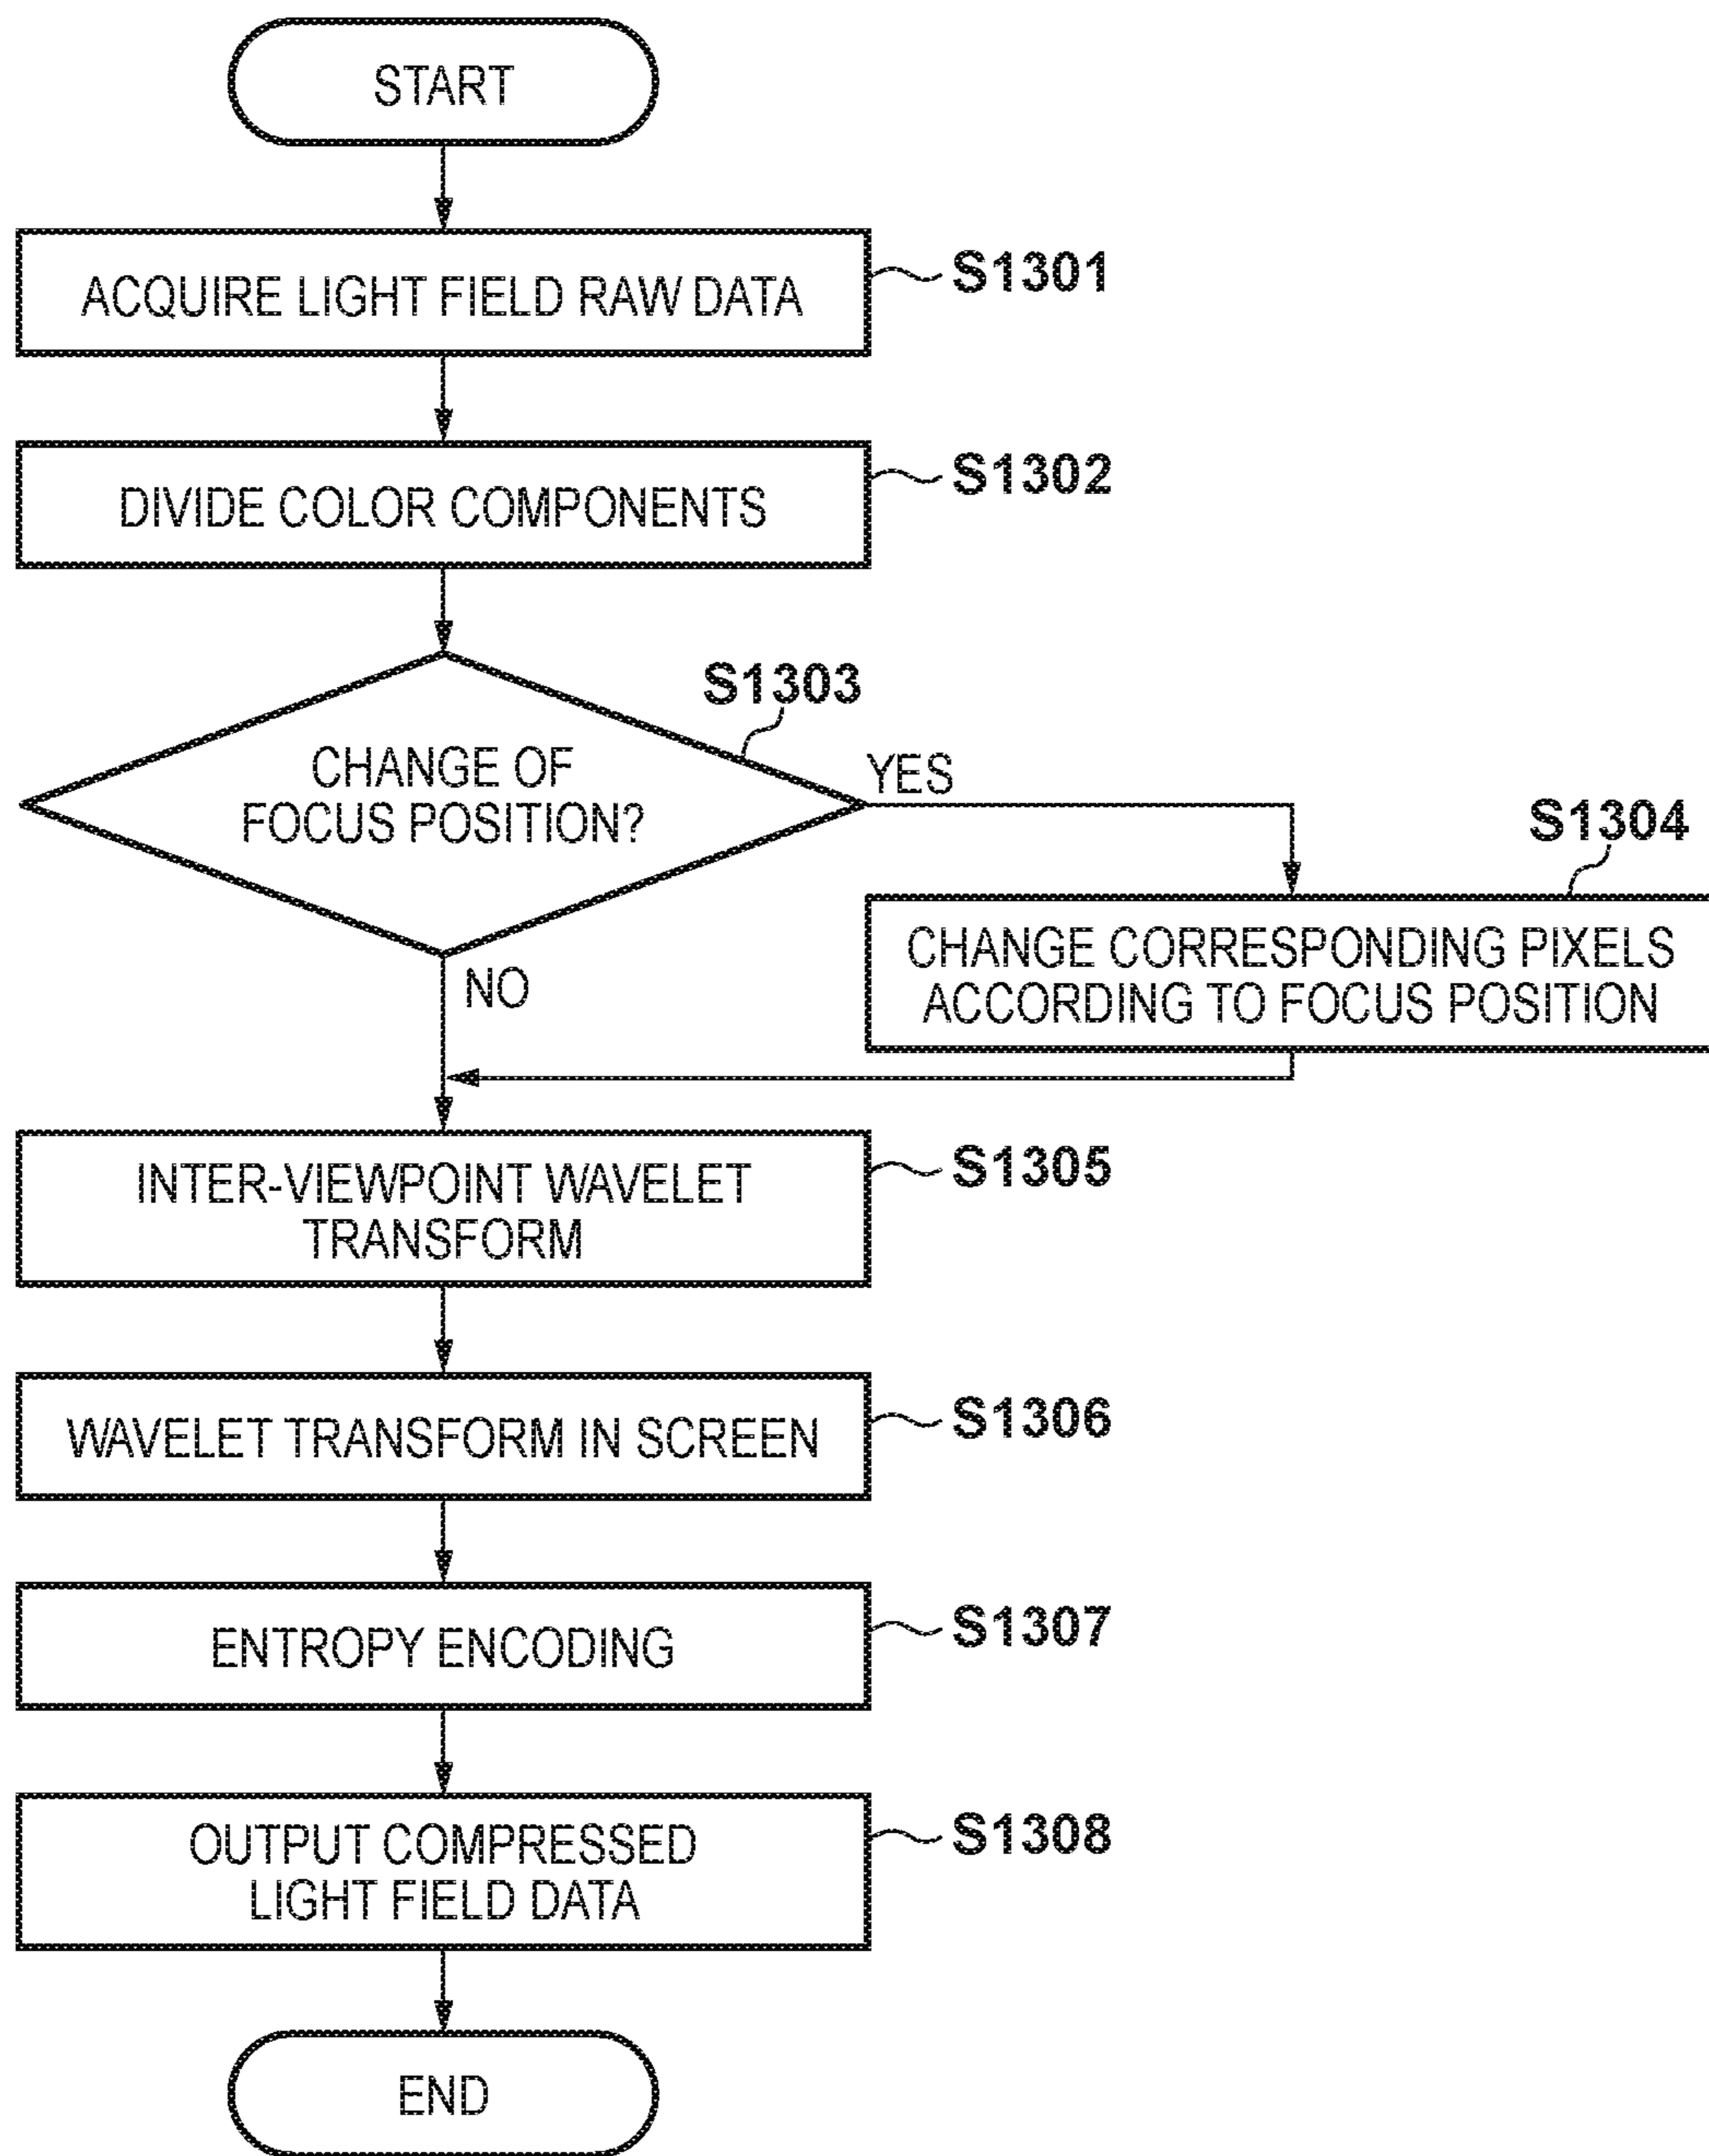 START
ACQUIRE LIGHT FIELD RAW DATA
S1301
DIVIDE COLOR COMPONENTS
S1302
S1303
CHANGE OF
FOCUS POSITION?
YES
NO
S1304
CHANGE CORRESPONDING PIXELS
ACCORDING TO FOCUS POSITION
INTER-VIEWPOINT WAVELET
TRANSFORM
S1305
WAVELET TRANSFORM IN SCREEN
S1306
ENTROPY ENCODING
S1307
OUTPUT COMPRESSED
LIGHT FIELD DATA
S1308
END